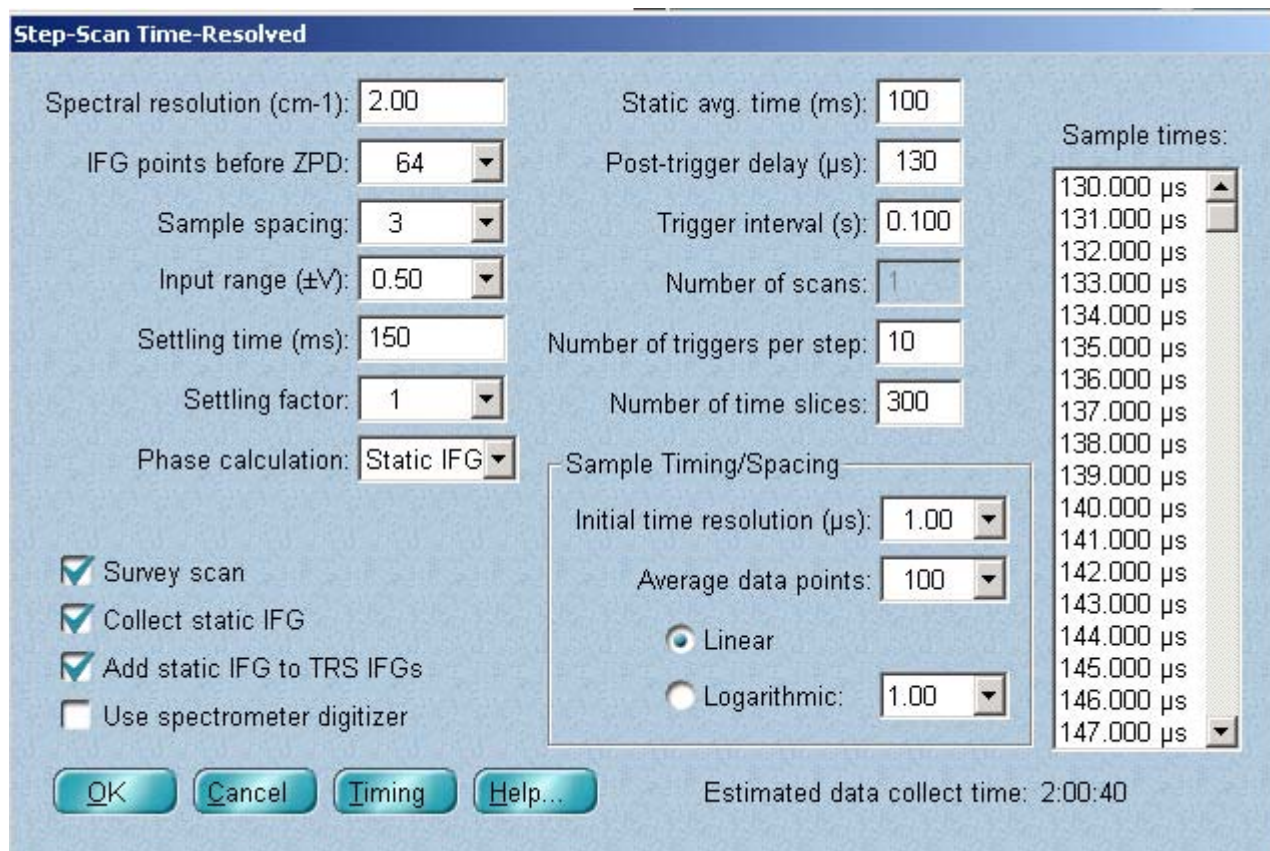 Step-Scan Time-Resolved
Spectral resolution (cm-1): 2.00
IFG points before ZPD: 64
Sample spacing: 3
Input range (±V): 0.50
Settling time (ms): 150
Settling factor: 1
Phase calculation: Static IFG
Survey scan
Collect static IFG
Add static IFG to TRS IFGs
Use spectrometer digitizer
Static avg. time (ms): 100
Post-trigger delay (µs): 130
Trigger interval (s): 0.100
Number of scans: 1
Number of triggers per step: 10
Number of time slices: 300
Sample Timing/Spacing
Initial time resolution (µs): 1.00
Average data points: 100
Linear
Logarithmic: 1.00
Sample times:
130.000 µs
131.000 µs
132.000 µs
133.000 µs
134.000 µs
135.000 µs
136.000 µs
137.000 µs
138.000 µs
139.000 µs
140.000 µs
141.000 µs
142.000 µs
143.000 µs
144.000 µs
145.000 µs
146.000 µs
147.000 µs
OK Cancel Timing Help...
Estimated data collect time: 2:00:40